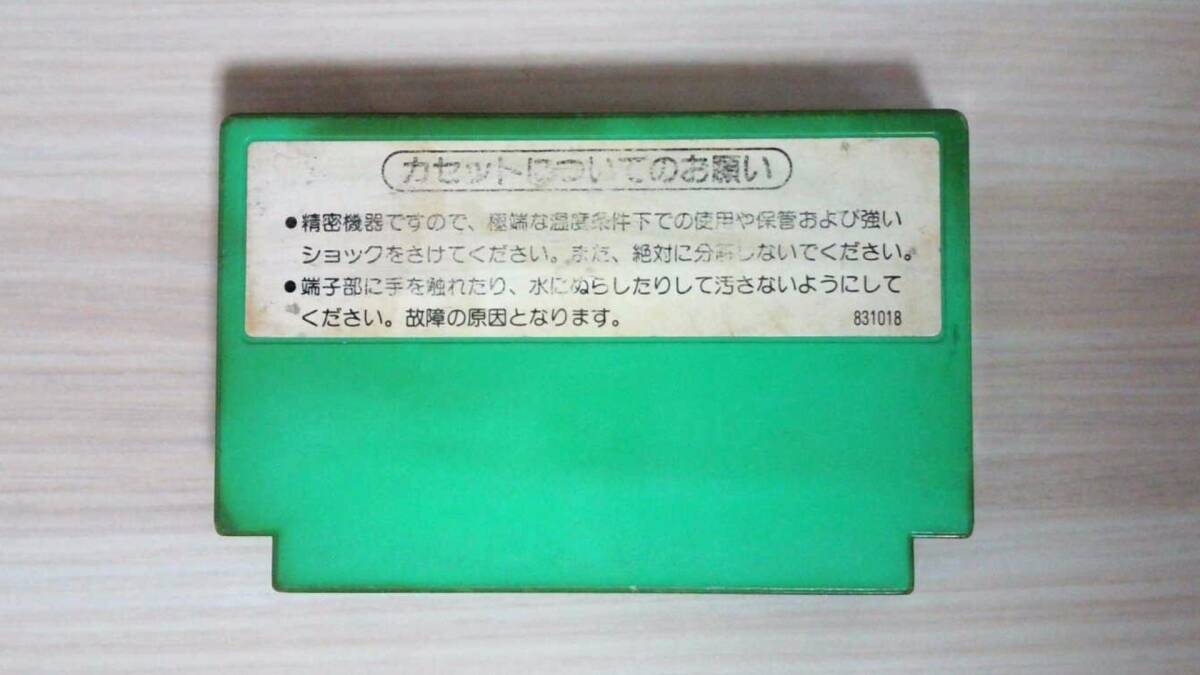 カセットについてのお願い
●精密機器ですので、極端な温度条件下での使用や保管および強い
ショックをさけてください。また、絶対に分解しないでください。
●端子部に手を触れたり、水にぬらしたりして汚さないようにして
ください。故障の原因となります。 831018